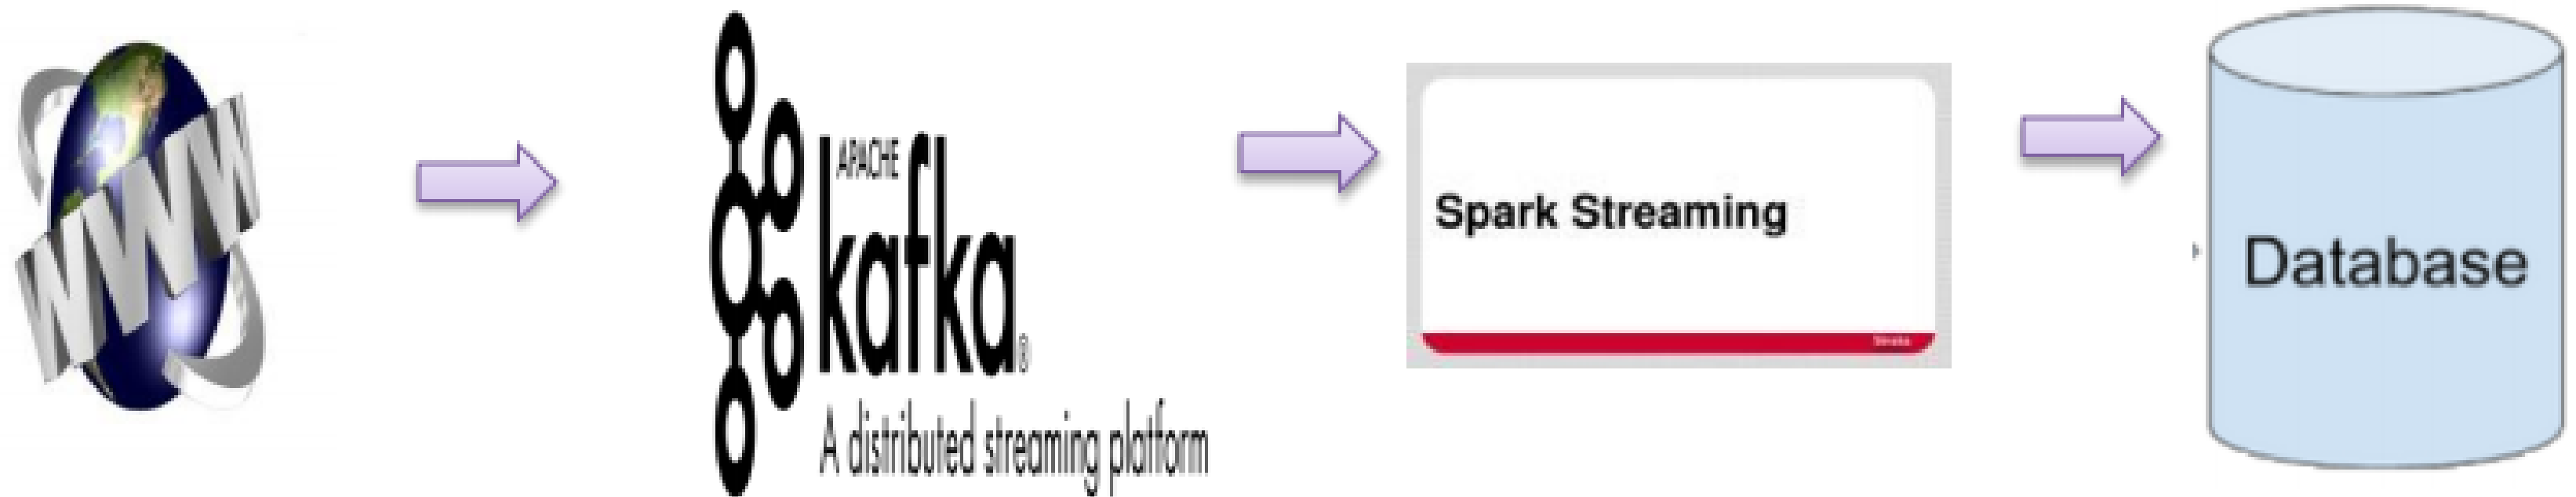 WWW
APACHE
kafka®
A distributed streaming platform
Spark Streaming
Database